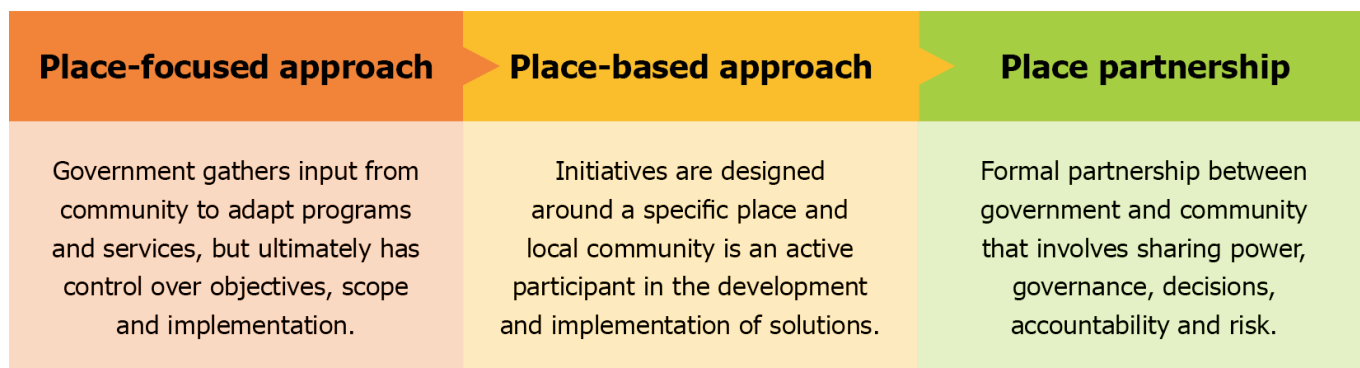 Place-focused approach
Government gathers input from
community to adapt programs
and services, but ultimately has
control over objectives, scope
and implementation.
Place-based approach
Initiatives are designed
around a specific place and
local community is an active
participant in the development
and implementation of solutions.
Place partnership
Formal partnership between
government and community
that involves sharing power,
governance, decisions,
accountability and risk.